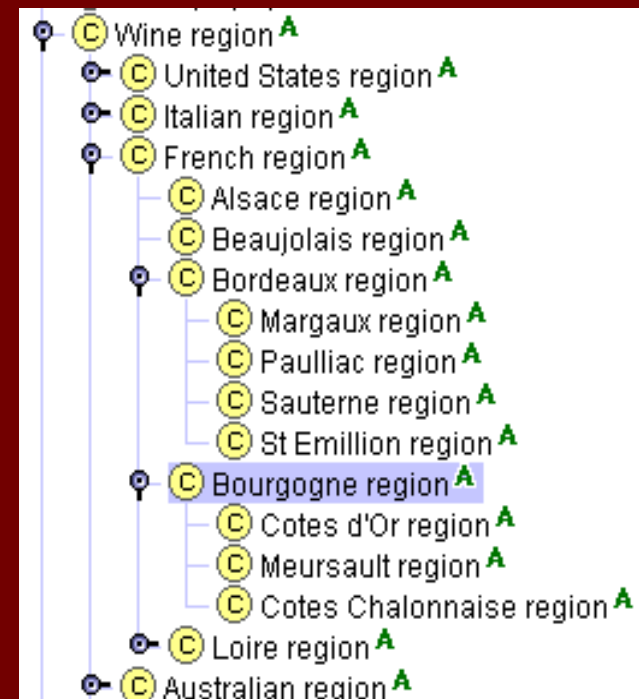 C Wine region A
C United States region A
C Italian region A
C French region A
C Alsace region A
C Beaujolais region A
C Bordeaux region A
C Margaux region A
C Paulliac region A
C Sauterne region A
C St Emillion region A
C Bourgogne region A
C Cotes d'Or region A
C Meursault region A
C Cotes Chalonnaise region A
C Loire region A
C Australian region A